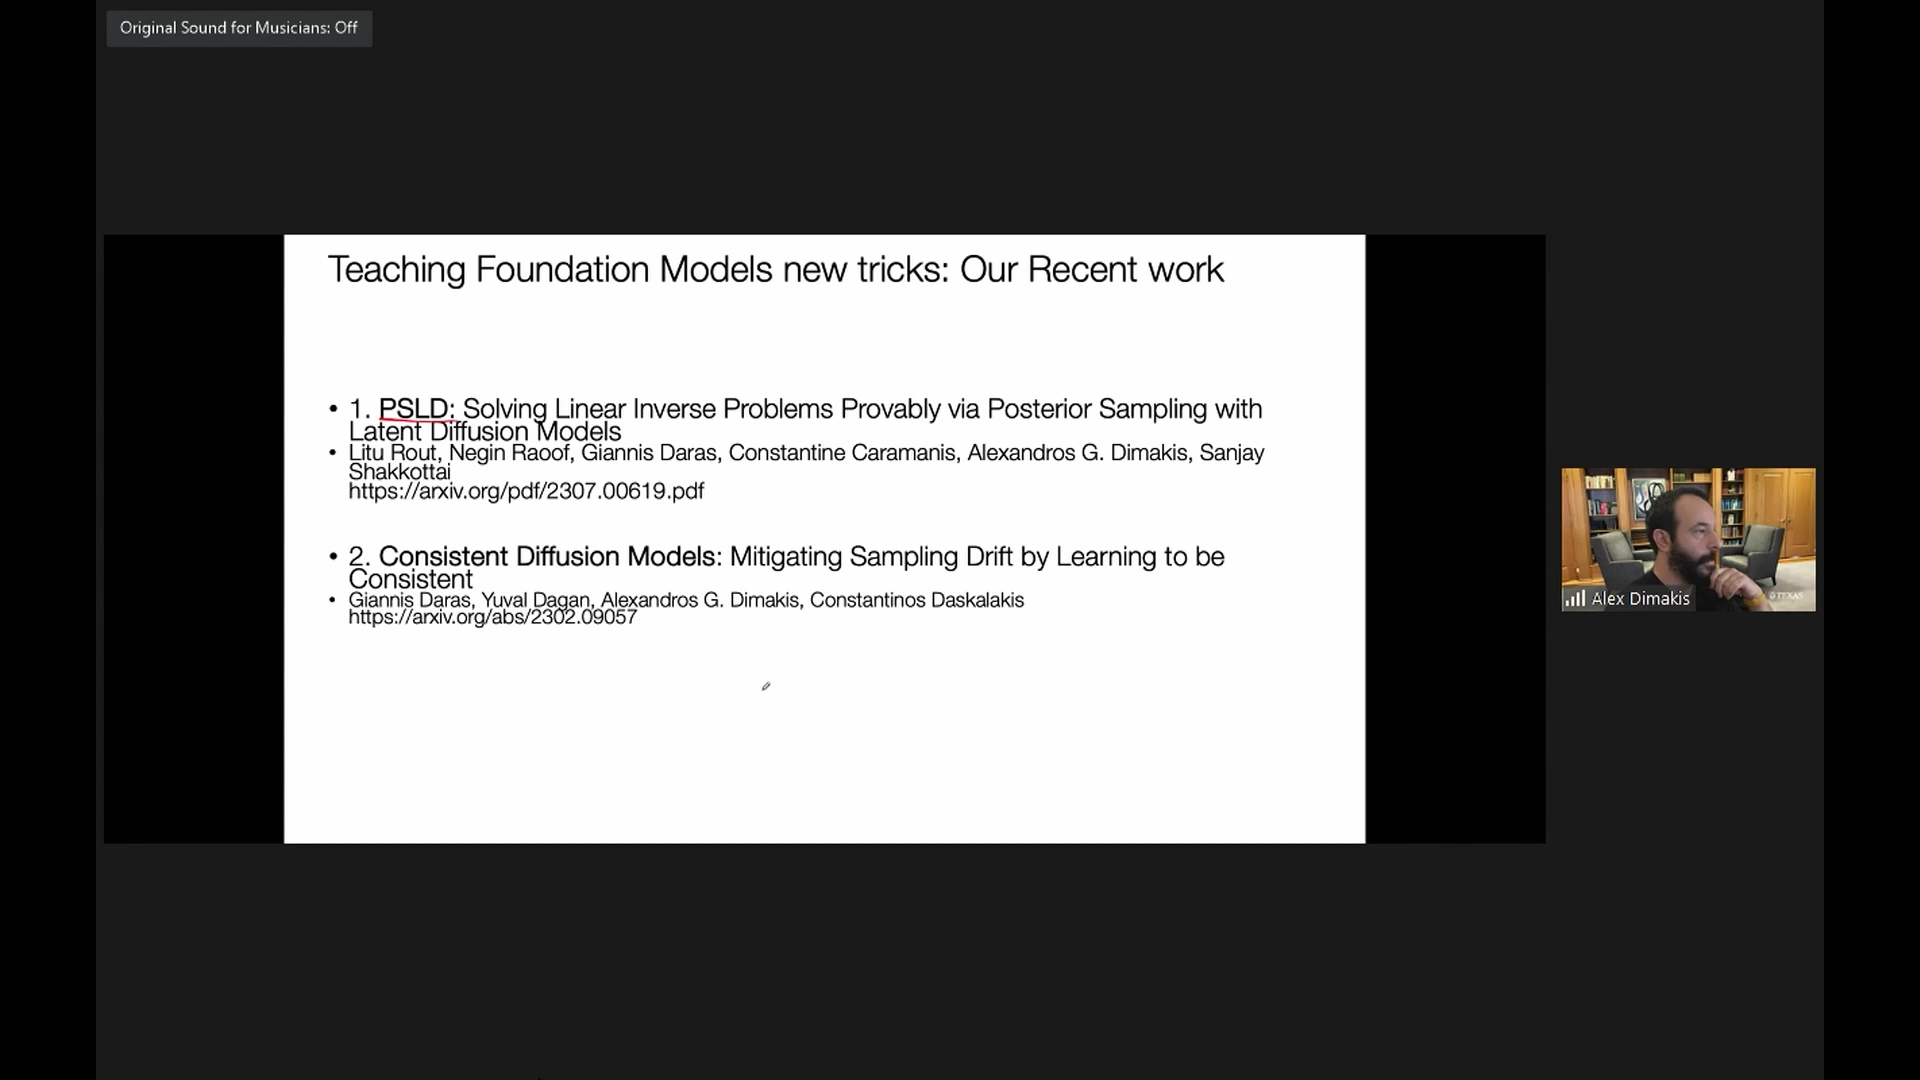 Original Sound for Musicians: Off
Teaching Foundation Models new tricks: Our Recent work
• 1. PSLD: Solving Linear Inverse Problems Provably via Posterior Sampling with
Latent Diffusion Models
• Litu Rout, Negin Raoof, Giannis Daras, Constantine Caramanis, Alexandros G. Dimakis, Sanjay
Shakkottai
https://arxiv.org/pdf/2307.00619.pdf
• 2. Consistent Diffusion Models: Mitigating Sampling Drift by Learning to be
Consistent
• Giannis Daras, Yuval Dagan, Alexandros G. Dimakis, Constantinos Daskalakis
https://arxiv.org/abs/2302.09057
Alex Dimakis
TEXAS